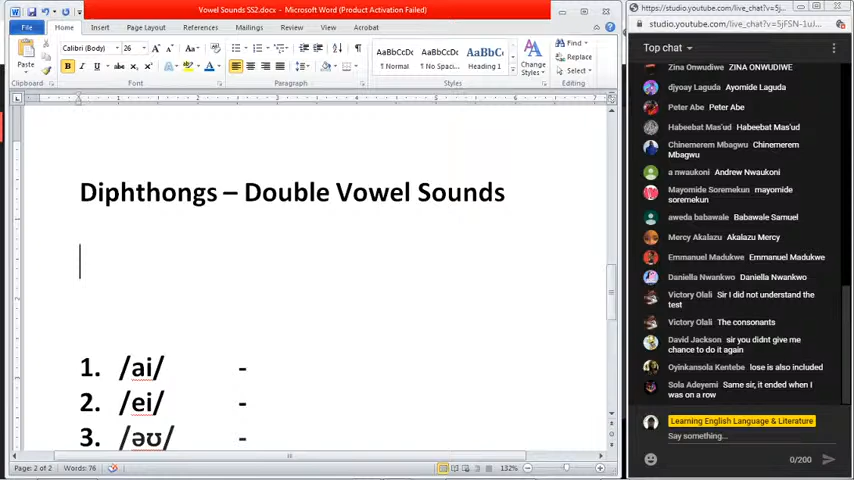 Vowel Sounds SS2.docx - Microsoft Word (Product Activation Failed)
File Home Insert Page Layout References Mailings Review View Acrobat
Calibri (Body) 26
Paste
Clipboard Font Paragraph Styles Editing
AaBbCcDc AaBbCcDc AaBbC
¶ Normal ¶ No Spaci... Heading 1
Change Styles
Find
Replace
Select
Diphthongs – Double Vowel Sounds
1. /ai/ -
2. /ei/ -
3. /əʊ/ -
Page: 2 of 2 Words: 76 132%
https://studio.youtube.com/live_chat?v=5jFSN-1uJ...
studio.youtube.com/live_chat?v=5jFSN-1uJ
Top chat
Zina Onwudiwe ZINA ONWUDIWE
djyoay Laguda Ayomide Laguda
Peter Abe Peter Abe
Habeebat Mas'ud Habeebat Mas'ud
Chinemerem Mbagwu Chinemerem
Mbagwu
a nwaukoni Andrew Nwaukoni
Mayomide Soremekun mayomide
soremekun
aweda babawale Babawale Samuel
Mercy Akalazu Akalazu Mercy
Emmanuel Madukwe Emmanuel Madukwe
Daniella Nwankwo Daniella Nwankwo
Victory Olali Sir I did not understand the
test
Victory Olali The consonants
David Jackson sir you didnt give me
chance to do it again
Oyinkansola Kentebe lose is also included
Sola Adeyemi Same sir, it ended when I
was on a row
Learning English Language & Literature
Say something...
0/200